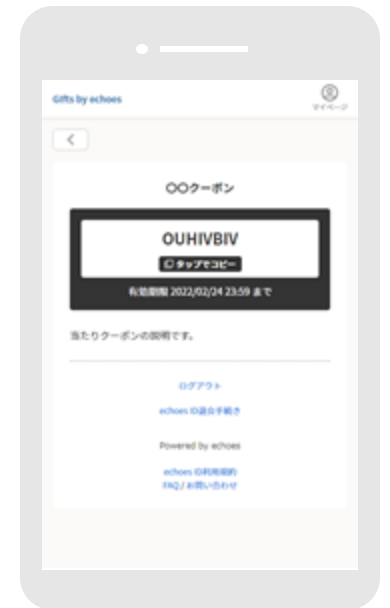 Gifts by echoes
マイページ
〇〇クーポン
OUHIVBIV
タップでコピー
有効期限 2022/02/24 23:59 まで
当たりクーポンの説明です。
ログアウト
echoes ID退会手続き
Powered by echoes
echoes ID利用規約
FAQ / お問い合わせ